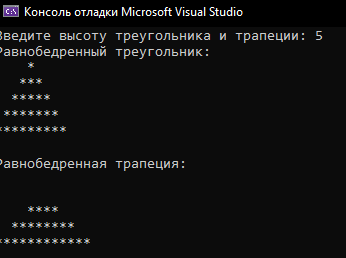 Консоль отладки Microsoft Visual Studio
Введите высоту треугольника и трапеции: 5
Равнобедренный треугольник:
*
***
*****
*******
*********
Равнобедренная трапеция:
****
********
************